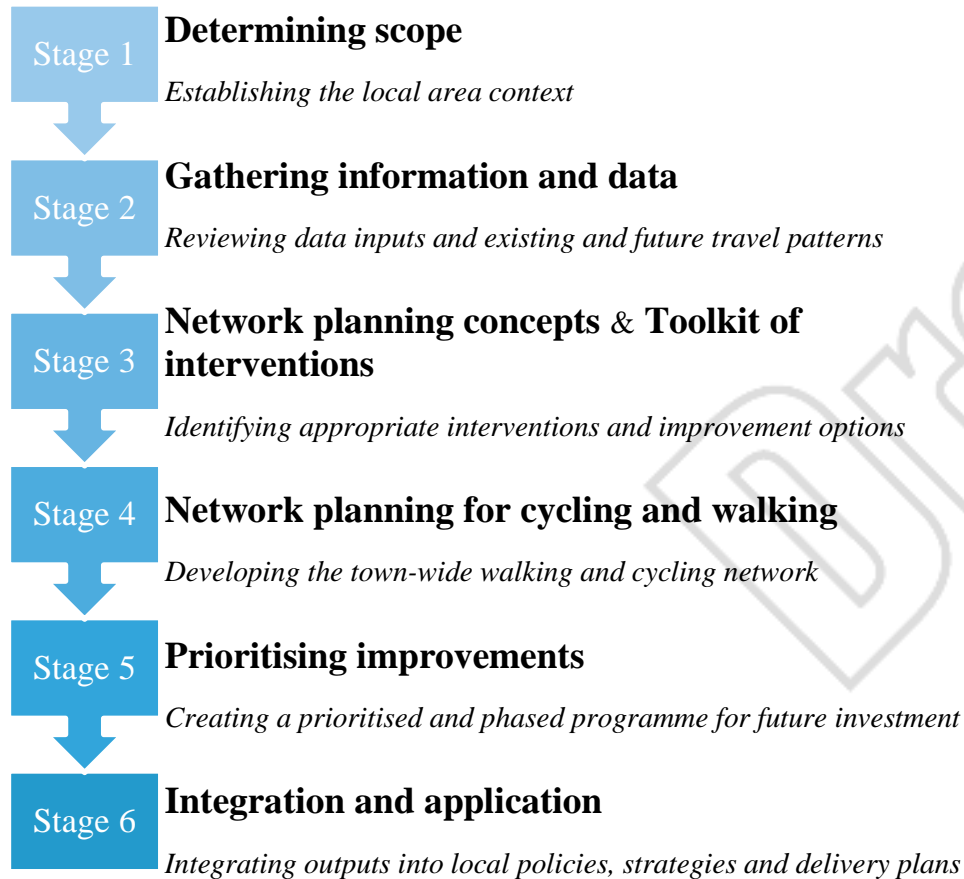 Stage 1
Determining scope
Establishing the local area context
Stage 2
Gathering information and data
Reviewing data inputs and existing and future travel patterns
Stage 3
Network planning concepts & Toolkit of
interventions
Identifying appropriate interventions and improvement options
Stage 4
Network planning for cycling and walking
Developing the town-wide walking and cycling network
Stage 5
Prioritising improvements
Creating a prioritised and phased programme for future investment
Stage 6
Integration and application
Integrating outputs into local policies, strategies and delivery plans